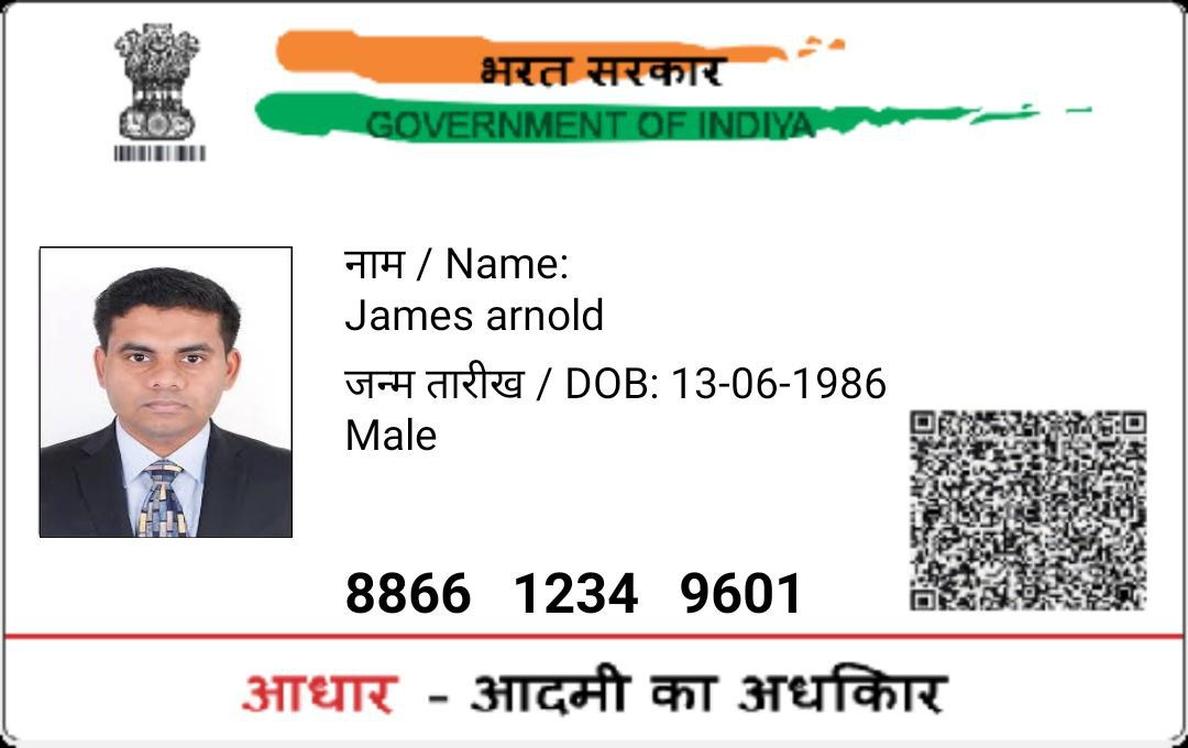 भरत सरकार
GOVERNMENT OF INDIYA
नाम / Name:
James arnold
जन्म तारीख / DOB: 13-06-1986
Male
8866 1234 9601
आधार - आदमी का अधकिार